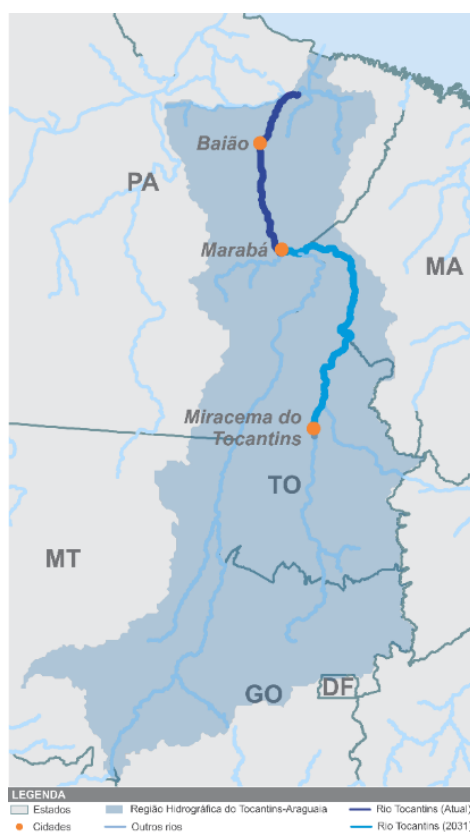 Baião
PA
Marabá
MA
Miracema do
Tocantins
TO
MT
DF
GO
LEGENDA
Estados
Região Hidrográfica do Tocantins-Araguaia
Rio Tocantins (Atual)
Cidades
Outros rios
Rio Tocantins (2031)